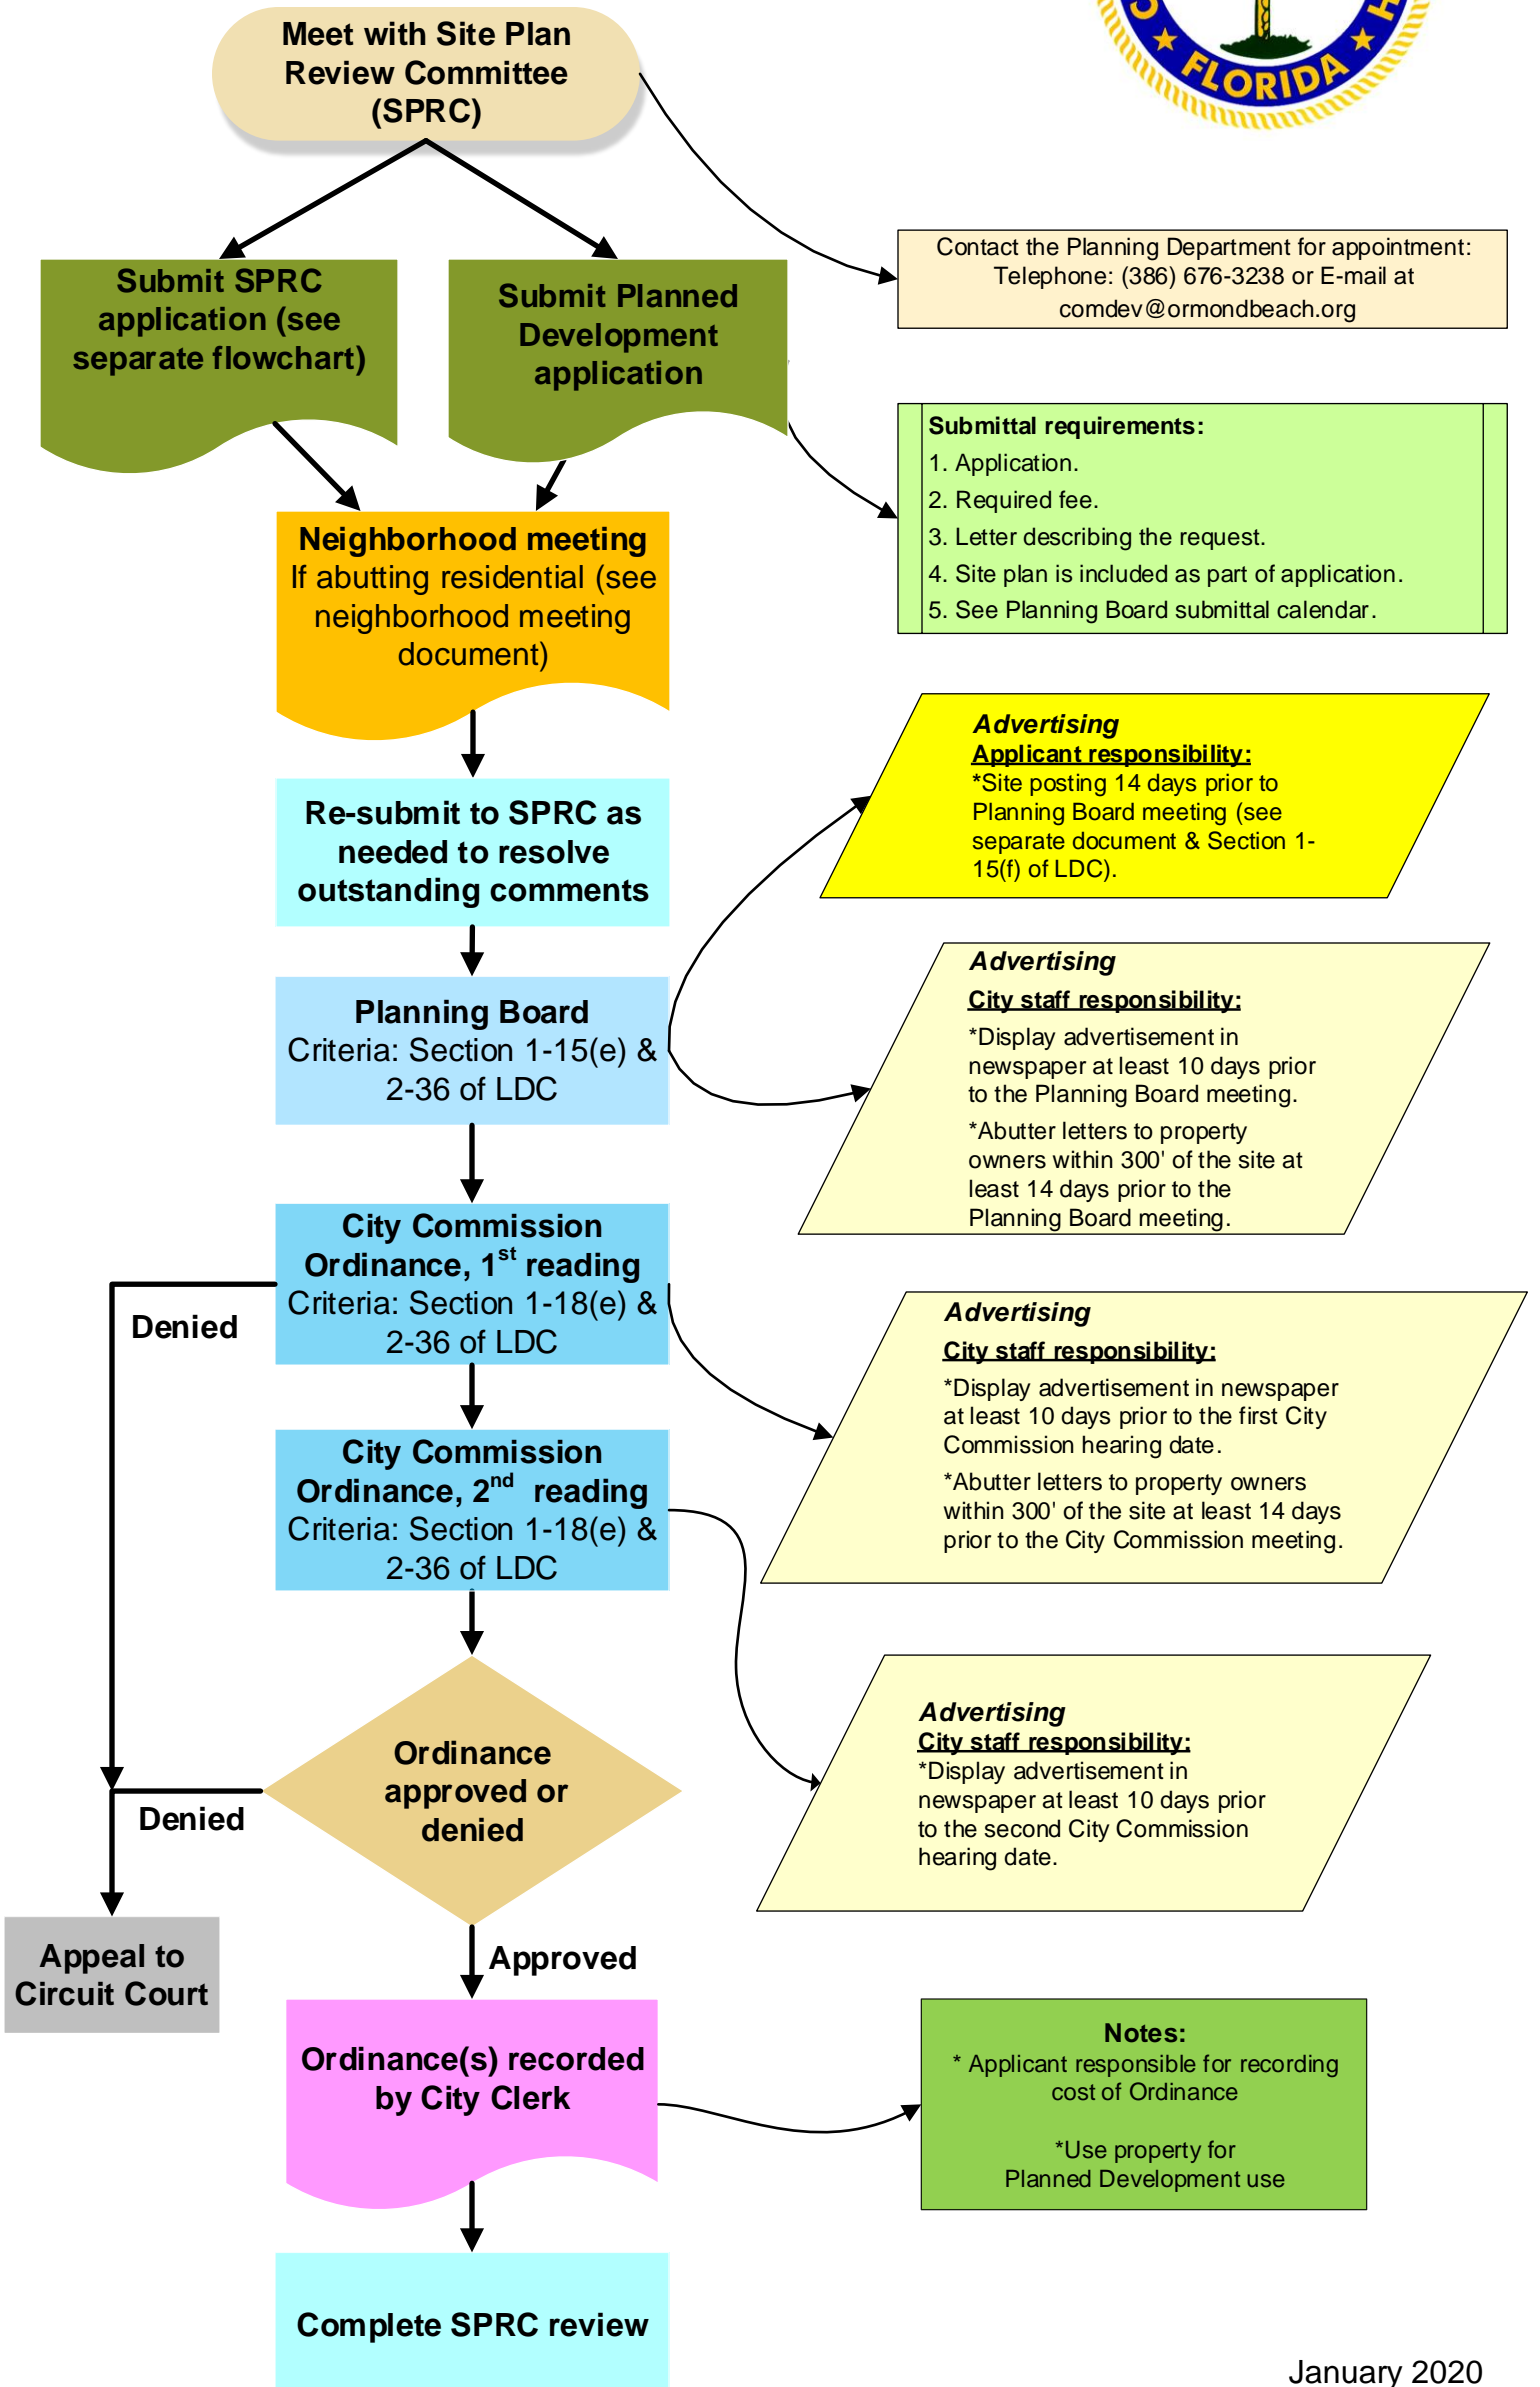 Meet with Site Plan
Review Committee
(SPRC)
C
H
FLORIDA
Contact the Planning Department for appointment:
Telephone: (386) 676-3238 or E-mail at
comdev@ormondbeach.org
Submit SPRC
application (see
separate flowchart)
Submit Planned
Development
application
Submittal requirements:
1. Application.
2. Required fee.
3. Letter describing the request.
4. Site plan is included as part of application.
5. See Planning Board submittal calendar.
Neighborhood meeting
If abutting residential (see
neighborhood meeting
document)
Advertising
Applicant responsibility:
*Site posting 14 days prior to
Planning Board meeting (see
separate document & Section 1-
15(f) of LDC).
Re-submit to SPRC as
needed to resolve
outstanding comments
Planning Board
Criteria: Section 1-15(e) &
2-36 of LDC
Advertising
City staff responsibility:
*Display advertisement in
newspaper at least 10 days prior
to the Planning Board meeting.
*Abutter letters to property
owners within 300' of the site at
least 14 days prior to the
Planning Board meeting.
City Commission
Ordinance, 1st reading
Criteria: Section 1-18(e) &
2-36 of LDC
Denied
Advertising
City staff responsibility:
*Display advertisement in newspaper
at least 10 days prior to the first City
Commission hearing date.
*Abutter letters to property owners
within 300' of the site at least 14 days
prior to the City Commission meeting.
City Commission
Ordinance, 2nd reading
Criteria: Section 1-18(e) &
2-36 of LDC
Ordinance
approved or
denied
Denied
Advertising
City staff responsibility:
*Display advertisement in
newspaper at least 10 days prior
to the second City Commission
hearing date.
Appeal to
Circuit Court
Approved
Ordinance(s) recorded
by City Clerk
Notes:
* Applicant responsible for recording
cost of Ordinance
*Use property for
Planned Development use
Complete SPRC review
January 2020